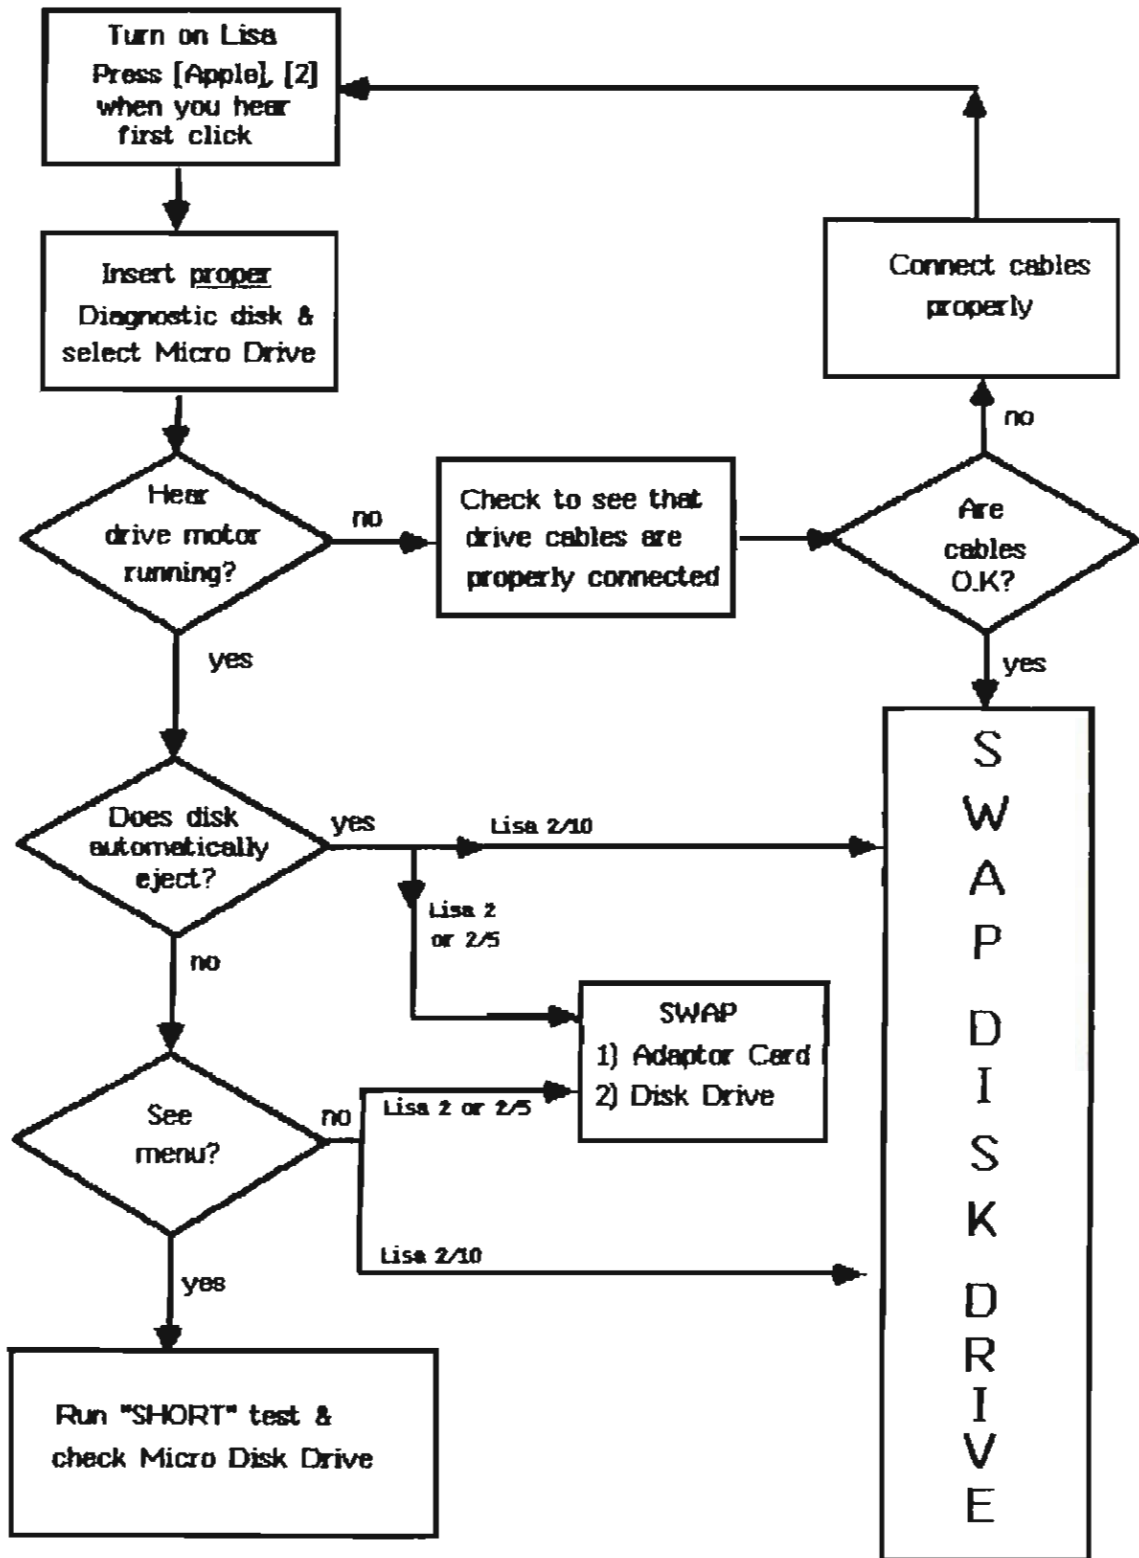 Turn on Lisa
Press [Apple], [2]
when you hear
first click
Insert proper
Diagnostic disk &
select Micro Drive
Connect cables
properly
no
Hear
drive motor
running?
no
Check to see that
drive cables are
properly connected
Are
cables
O.K?
yes
yes
Does disk
automatically
eject?
yes
Lisa 2/10
Lisa 2
or 2/5
no
SWAP
1) Adaptor Card
2) Disk Drive
See
menu?
no
Lisa 2 or 2/5
Lisa 2/10
yes
Run "SHORT" test &
check Micro Disk Drive
S
W
A
P
D
I
S
K
D
R
I
V
E